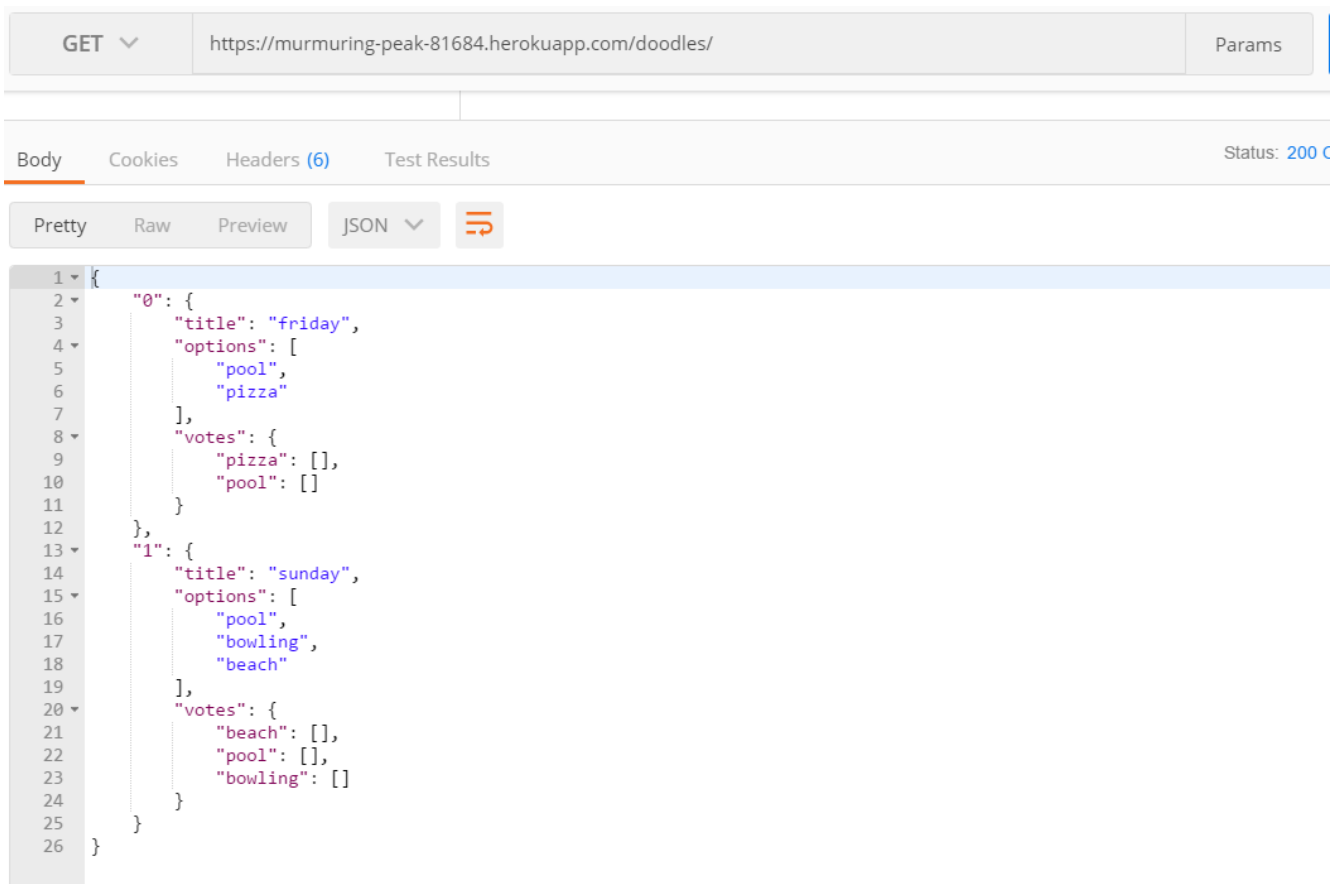 GET https://murmuring-peak-81684.herokuapp.com/doodles/ Params
Body Cookies Headers (6) Test Results Status: 200
Pretty Raw Preview JSON
1 {
2 "0": {
3 "title": "friday",
4 "options": [
5 "pool",
6 "pizza"
7 ],
8 "votes": {
9 "pizza": [],
10 "pool": []
11 }
12 },
13 "1": {
14 "title": "sunday",
15 "options": [
16 "pool",
17 "bowling",
18 "beach"
19 ],
20 "votes": {
21 "beach": [],
22 "pool": [],
23 "bowling": []
24 }
25 }
26 }